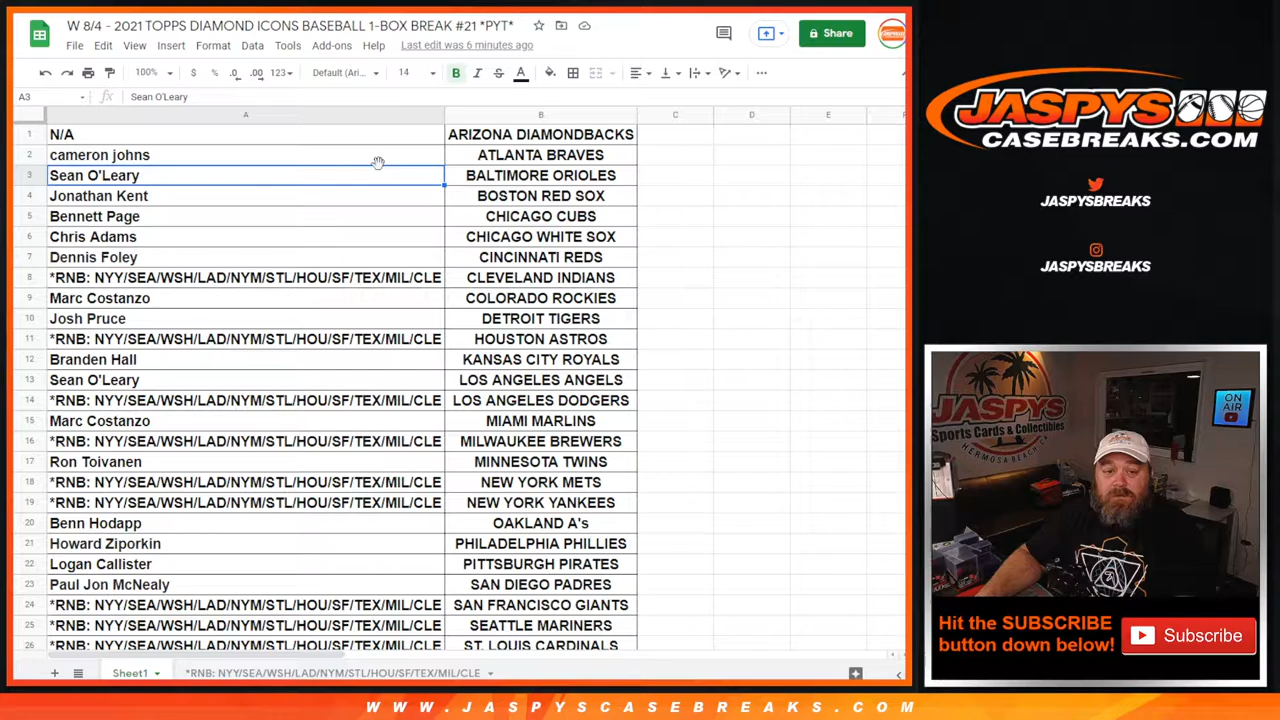 W 8/4 - 2021 TOPPS DIAMOND ICONS BASEBALL 1-BOX BREAK #21 *PYT*
File Edit View Insert Format Data Tools Add-ons Help Last edit was 6 minutes ago
Share
100% $ % .0 .00 123 Default (Ari... 14 B I S A
A3 fx Sean O'Leary
A B C D E
1 N/A ARIZONA DIAMONDBACKS
2 cameron johns ATLANTA BRAVES
3 Sean O'Leary BALTIMORE ORIOLES
4 Jonathan Kent BOSTON RED SOX
5 Bennett Page CHICAGO CUBS
6 Chris Adams CHICAGO WHITE SOX
7 Dennis Foley CINCINNATI REDS
8 *RNB: NYY/SEA/WSH/LAD/NYM/STL/HOU/SF/TEX/MIL/CLE CLEVELAND INDIANS
9 Marc Costanzo COLORADO ROCKIES
10 Josh Pruce DETROIT TIGERS
11 *RNB: NYY/SEA/WSH/LAD/NYM/STL/HOU/SF/TEX/MIL/CLE HOUSTON ASTROS
12 Branden Hall KANSAS CITY ROYALS
13 Sean O'Leary LOS ANGELES ANGELS
14 *RNB: NYY/SEA/WSH/LAD/NYM/STL/HOU/SF/TEX/MIL/CLE LOS ANGELES DODGERS
15 Marc Costanzo MIAMI MARLINS
16 *RNB: NYY/SEA/WSH/LAD/NYM/STL/HOU/SF/TEX/MIL/CLE MILWAUKEE BREWERS
17 Ron Toivanen MINNESOTA TWINS
18 *RNB: NYY/SEA/WSH/LAD/NYM/STL/HOU/SF/TEX/MIL/CLE NEW YORK METS
19 *RNB: NYY/SEA/WSH/LAD/NYM/STL/HOU/SF/TEX/MIL/CLE NEW YORK YANKEES
20 Benn Hodapp OAKLAND A's
21 Howard Ziporkin PHILADELPHIA PHILLIES
22 Logan Callister PITTSBURGH PIRATES
23 Paul Jon McNealy SAN DIEGO PADRES
24 *RNB: NYY/SEA/WSH/LAD/NYM/STL/HOU/SF/TEX/MIL/CLE SAN FRANCISCO GIANTS
25 *RNB: NYY/SEA/WSH/LAD/NYM/STL/HOU/SF/TEX/MIL/CLE SEATTLE MARINERS
26 *RNB: NYY/SEA/WSH/LAD/NYM/STL/HOU/SF/TEX/MIL/CLE ST. LOUIS CARDINALS
Sheet1 *RNB: NYY/SEA/WSH/LAD/NYM/STL/HOU/SF/TEX/MIL/CLE
JASPYS
CASEBREAKS.COM
JASPYSBREAKS
JASPYSBREAKS
JASPYS
Sports Cards & Collectibles
HERMOSA BEACH CA.
ON
AIR
Hit the SUBSCRIBE
button down below!
Subscribe
WWW.JASPYSCASEBREAKS.COM